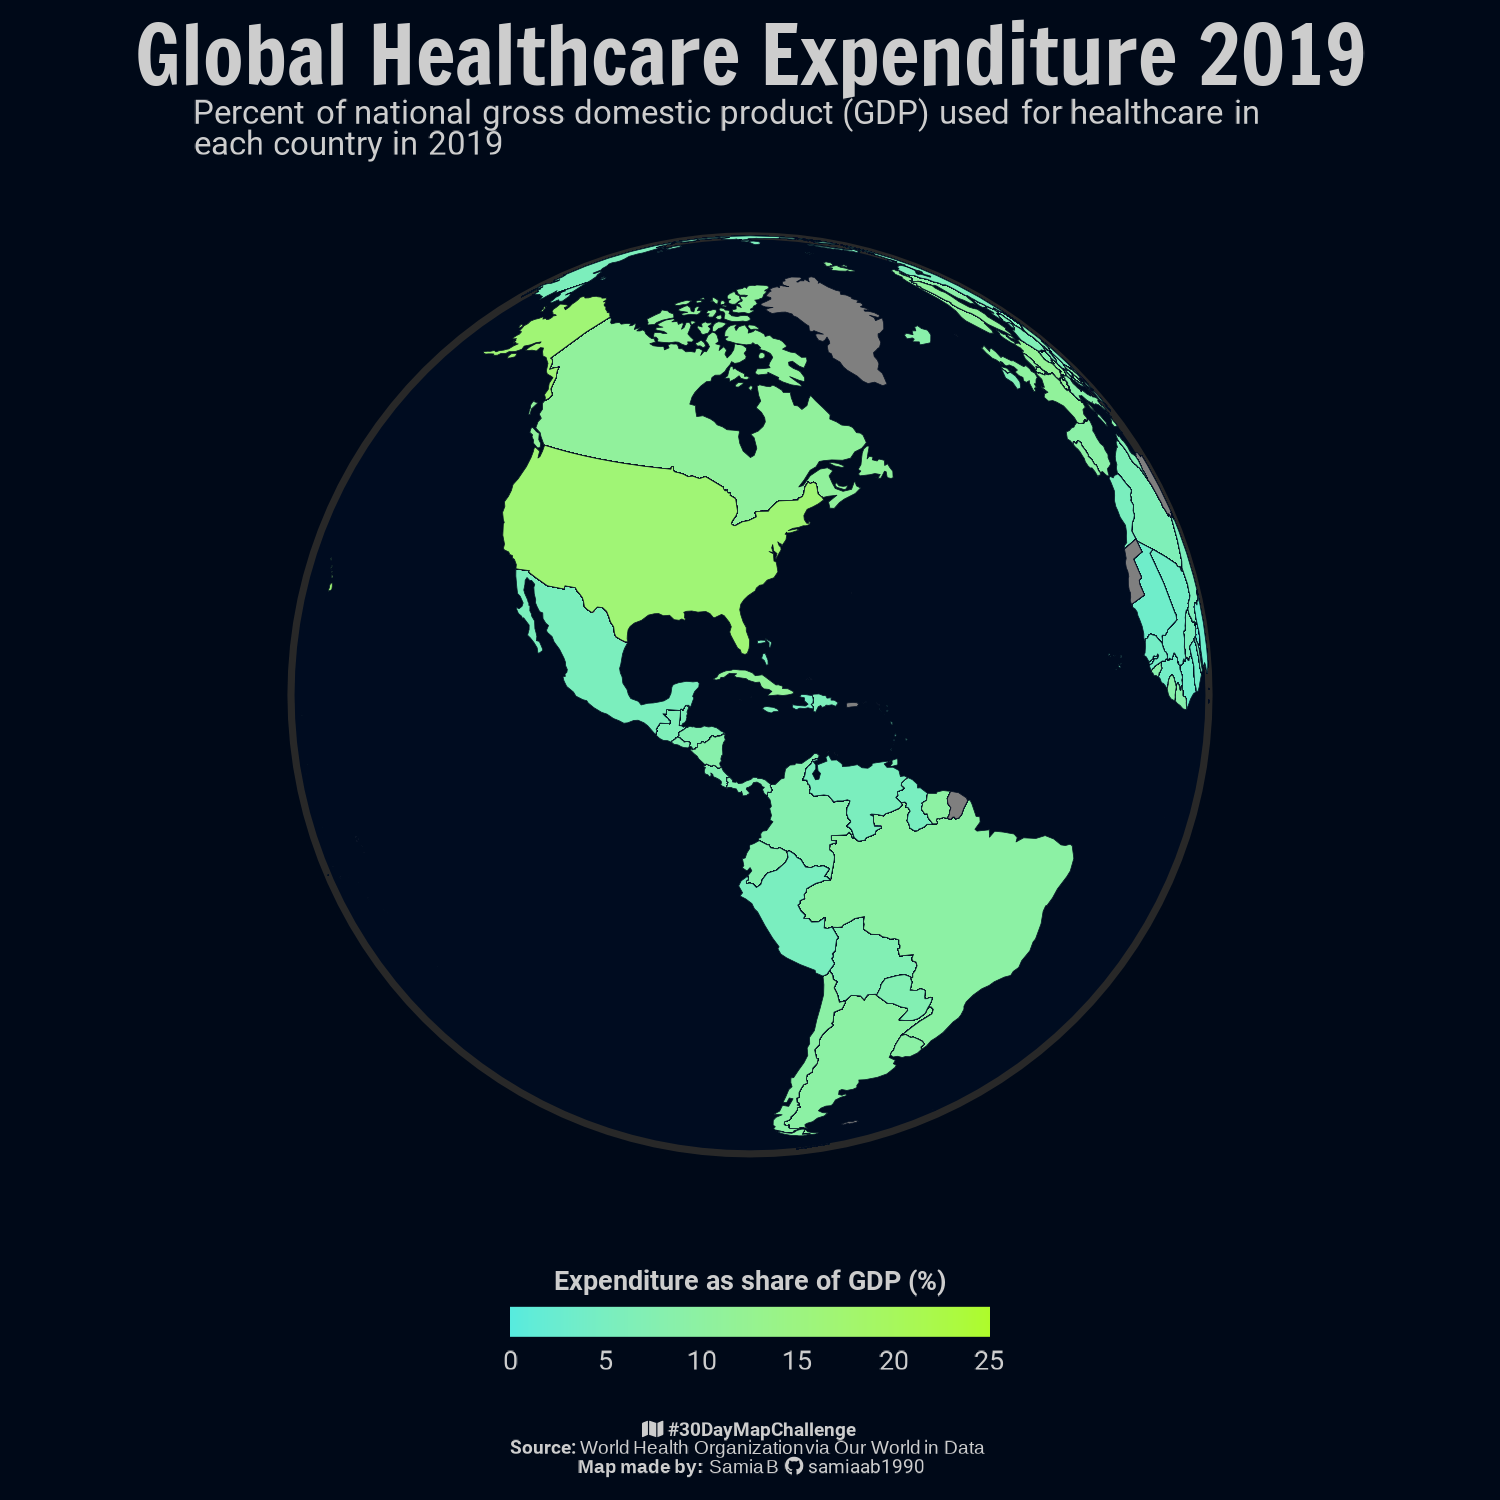 Global Healthcare Expenditure 2019
Percent of national gross domestic product (GDP) used for healthcare in
each country in 2019
Expenditure as share of GDP (%)
0 5 10 15 20 25
#30DayMapChallenge
Source: World Health Organization via Our World in Data
Map made by: Samia B samiaab1990